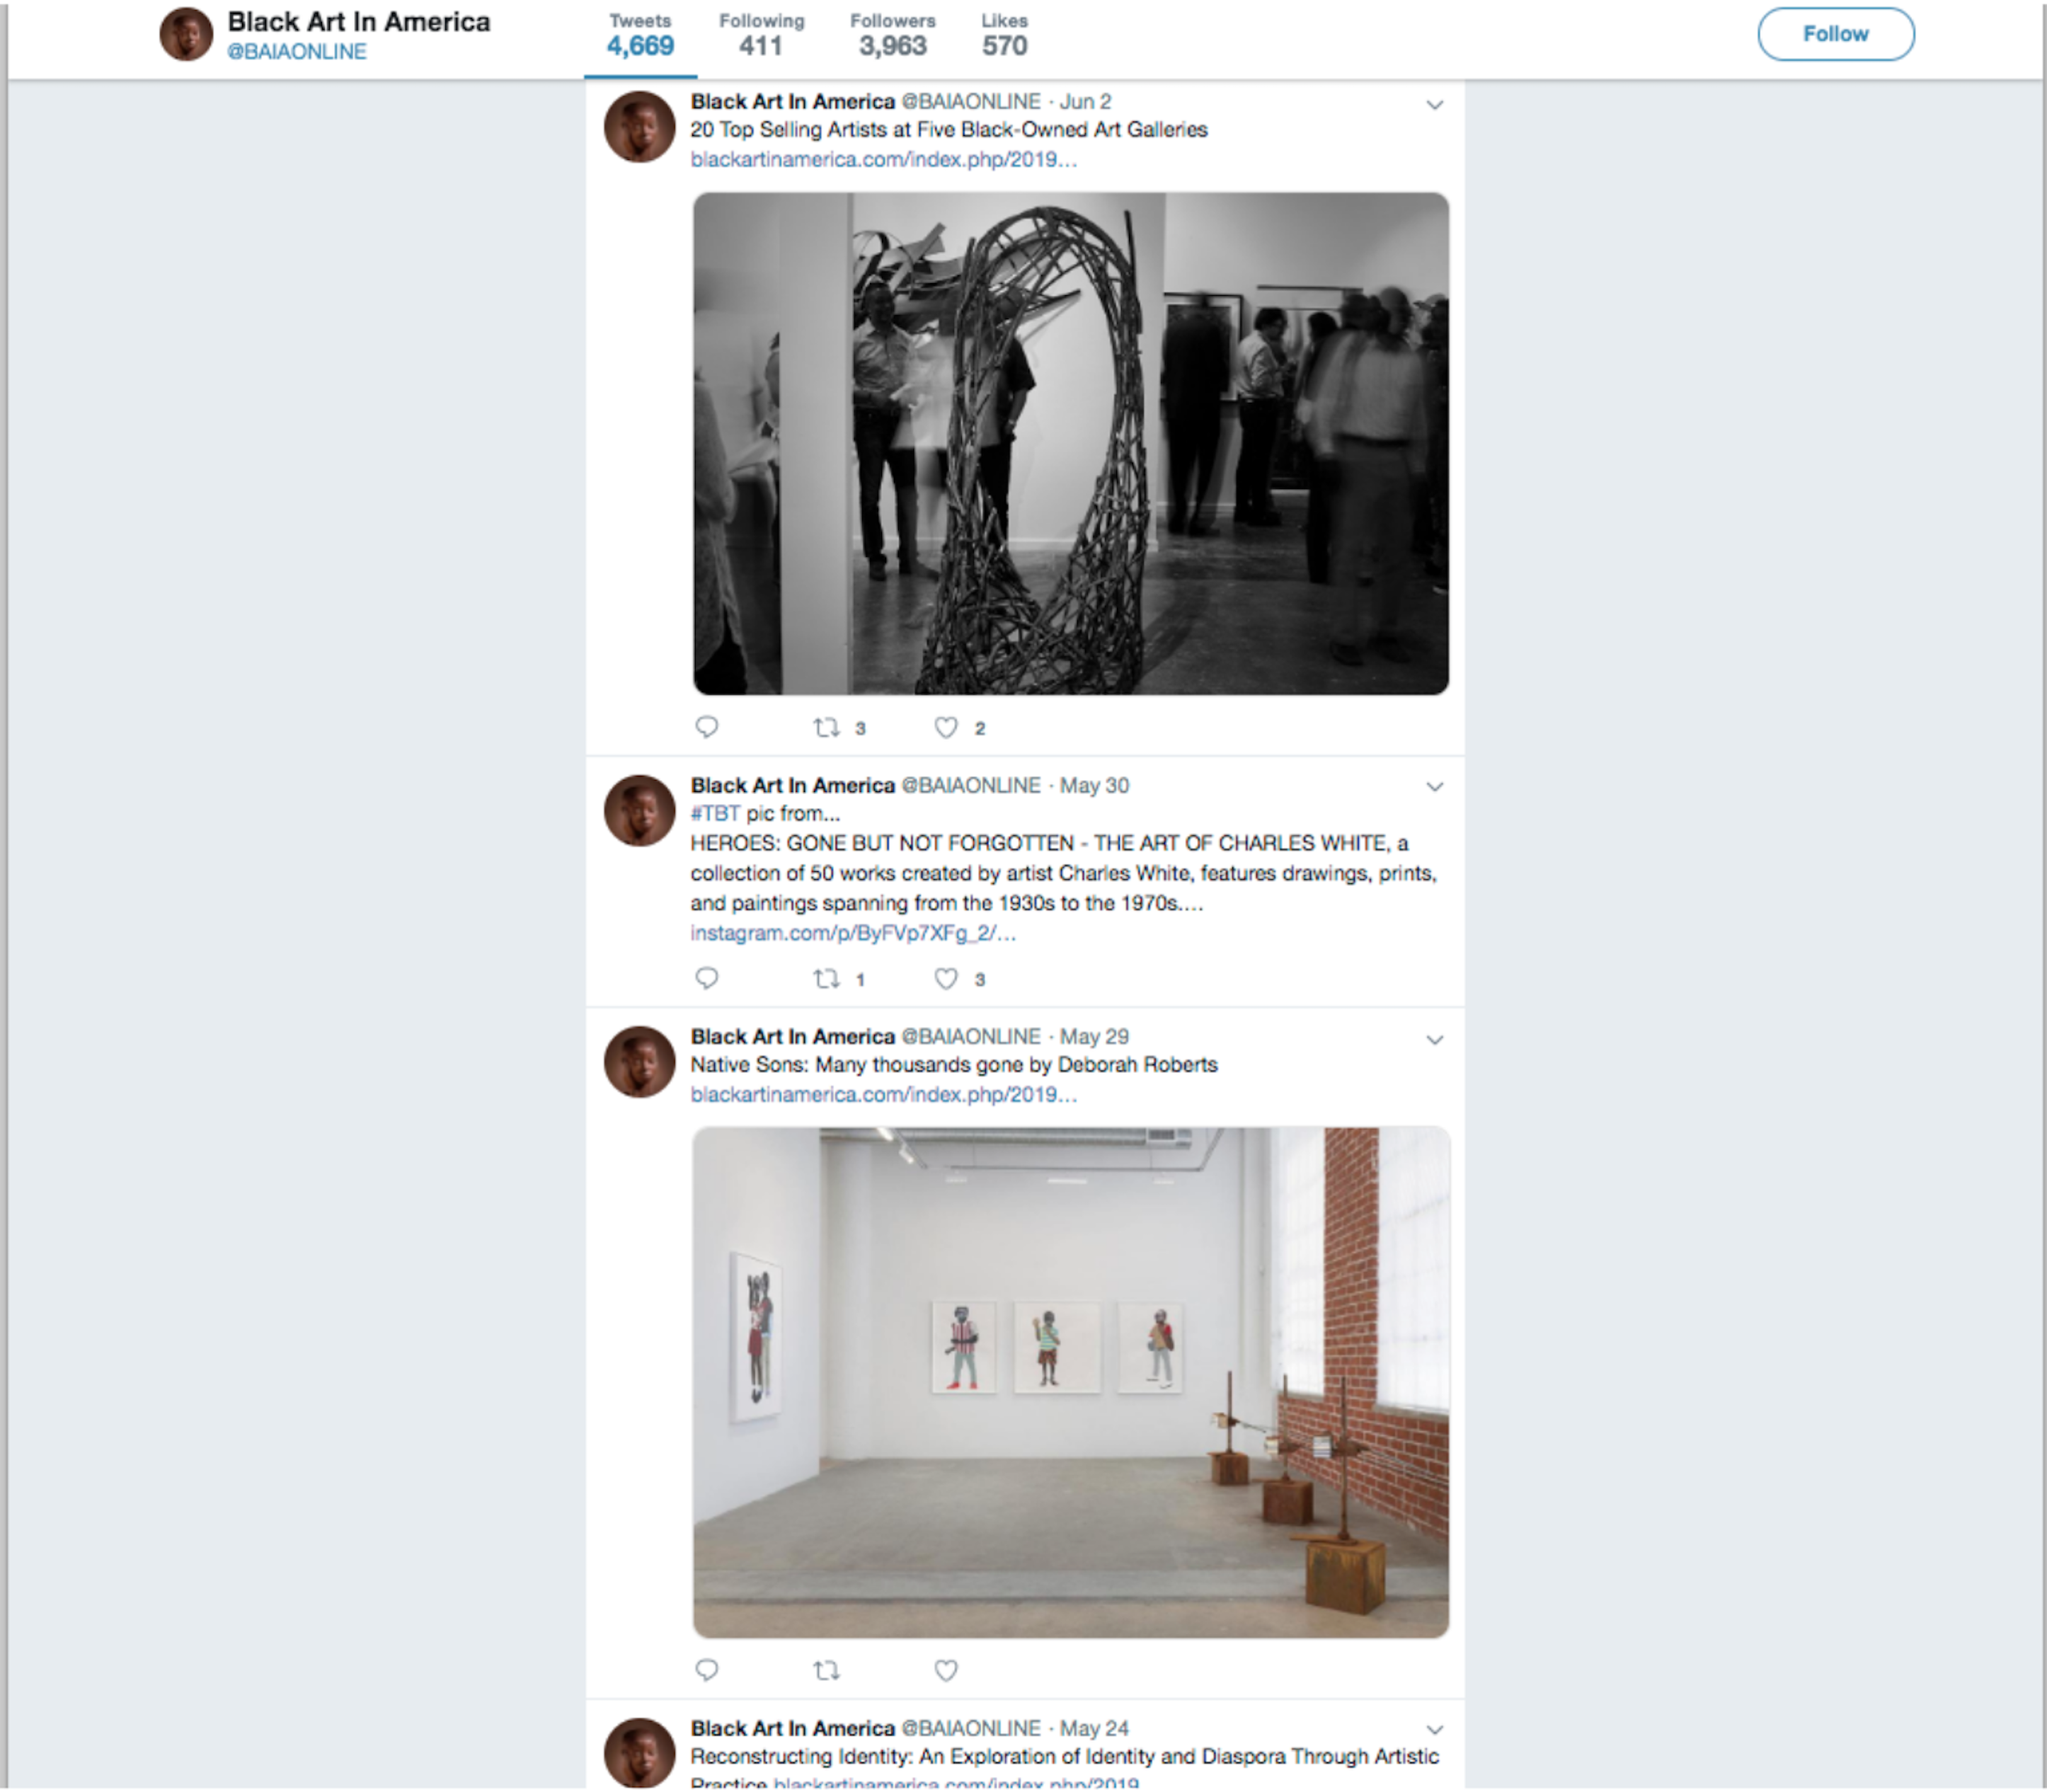 Black Art In America
@BAIAONLINE
Tweets
4,669
Following
411
Followers
3,963
Likes
570
Follow
Black Art In America @BAIAONLINE · Jun 2
20 Top Selling Artists at Five Black-Owned Art Galleries
blackartinamerica.com/index.php/2019...
3
2
Black Art In America @BAIAONLINE · May 30
#TBT pic from...
HEROES: GONE BUT NOT FORGOTTEN - THE ART OF CHARLES WHITE, a
collection of 50 works created by artist Charles White, features drawings, prints,
and paintings spanning from the 1930s to the 1970s....
instagram.com/p/ByFVp7XFg_2/...
1
3
Black Art In America @BAIAONLINE · May 29
Native Sons: Many thousands gone by Deborah Roberts
blackartinamerica.com/index.php/2019...
Black Art In America @BAIAONLINE · May 24
Reconstructing Identity: An Exploration of Identity and Diaspora Through Artistic
Practice blackartinamerica.com/index.php/2019